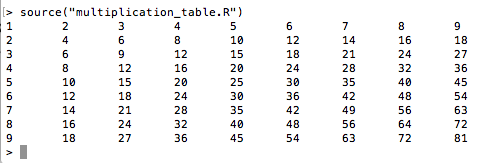 > source("multiplication_table.R")
1 2 3 4 5 6 7 8 9
2 4 6 8 10 12 14 16 18
3 6 9 12 15 18 21 24 27
4 8 12 16 20 24 28 32 36
5 10 15 20 25 30 35 40 45
6 12 18 24 30 36 42 48 54
7 14 21 28 35 42 49 56 63
8 16 24 32 40 48 56 64 72
9 18 27 36 45 54 63 72 81
>